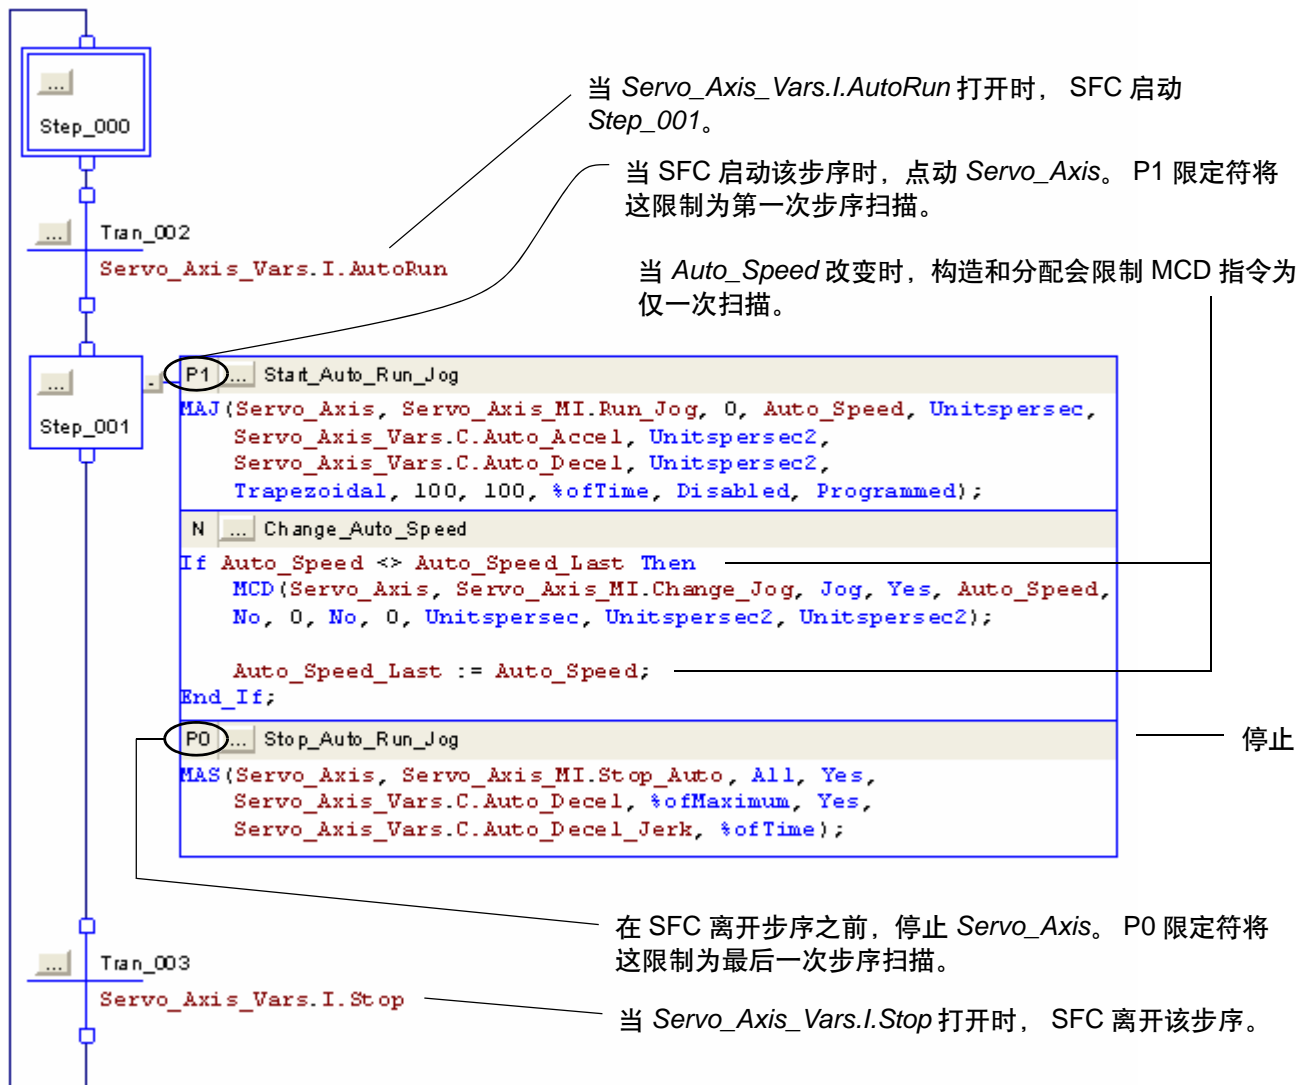 ...
Step_000
当 Servo_Axis_Vars.I.AutoRun 打开时， SFC 启动
Step_001。
当 SFC 启动该步序时，点动 Servo_Axis。 P1 限定符将
这限制为第一次步序扫描。
... Tran_002
Servo_Axis_Vars.I.AutoRun
当 Auto_Speed 改变时，构造和分配会限制 MCD 指令为
仅一次扫描。
...
Step_001
-
P1 ... Start_Auto_Run_Jog
MAJ(Servo_Axis, Servo_Axis_MI.Run_Jog, 0, Auto_Speed, Unitspersec,
Servo_Axis_Vars.C.Auto_Accel, Unitspersec2,
Servo_Axis_Vars.C.Auto_Decel, Unitspersec2,
Trapezoidal, 100, 100, %ofTime, Disabled, Programmed);
N ... Change_Auto_Speed
If Auto_Speed <> Auto_Speed_Last Then
MCD(Servo_Axis, Servo_Axis_MI.Change_Jog, Jog, Yes, Auto_Speed,
No, 0, No, 0, Unitspersec, Unitspersec2, Unitspersec2);
Auto_Speed_Last := Auto_Speed;
End_If;
P0 ... Stop_Auto_Run_Jog
停止
MAS(Servo_Axis, Servo_Axis_MI.Stop_Auto, All, Yes,
Servo_Axis_Vars.C.Auto_Decel, %ofMaximum, Yes,
Servo_Axis_Vars.C.Auto_Decel_Jerk, %ofTime);
在 SFC 离开步序之前，停止 Servo_Axis。 P0 限定符将
这限制为最后一次步序扫描。
... Tran_003
Servo_Axis_Vars.I.Stop
当 Servo_Axis_Vars.I.Stop 打开时， SFC 离开该步序。